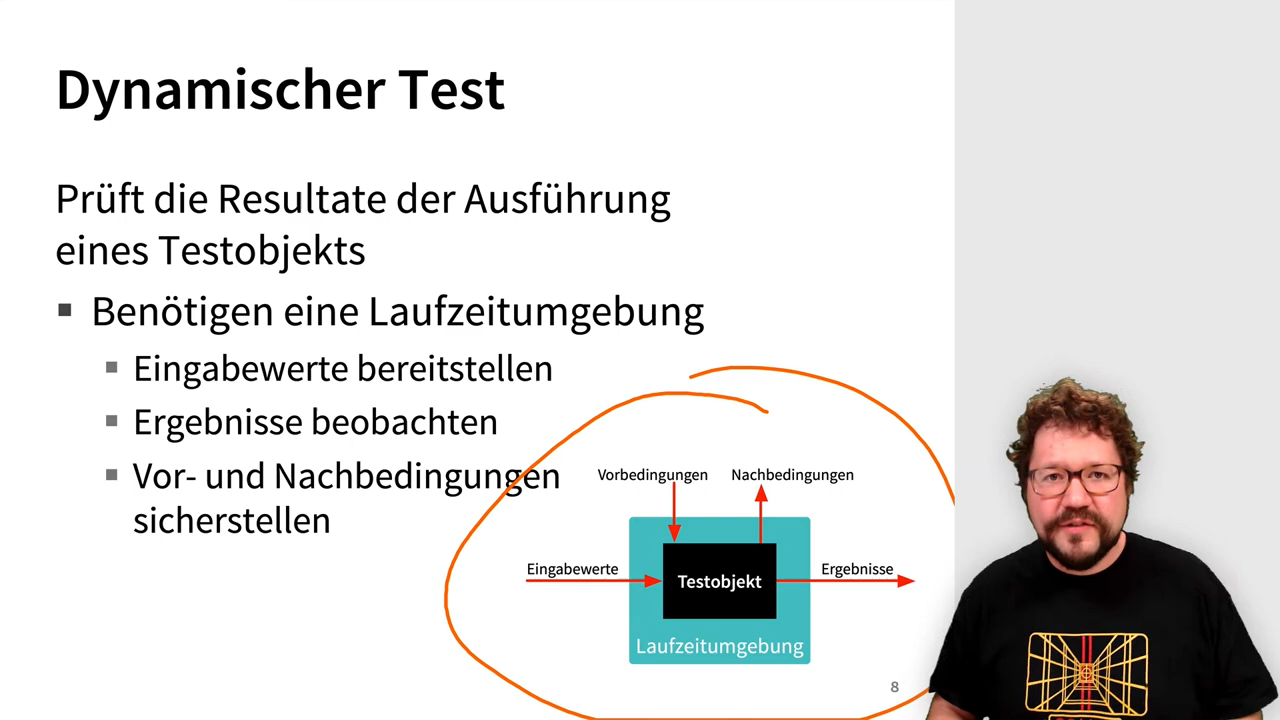 Dynamischer Test
Prüft die Resultate der Ausführung
eines Testobjekts
Benötigen eine Laufzeitumgebung
Eingabewerte bereitstellen
Ergebnisse beobachten
Vor- und Nachbedingungen
sicherstellen
Vorbedingungen
Nachbedingungen
Eingabewerte
Testobjekt
Ergebnisse
Laufzeitumgebung
8